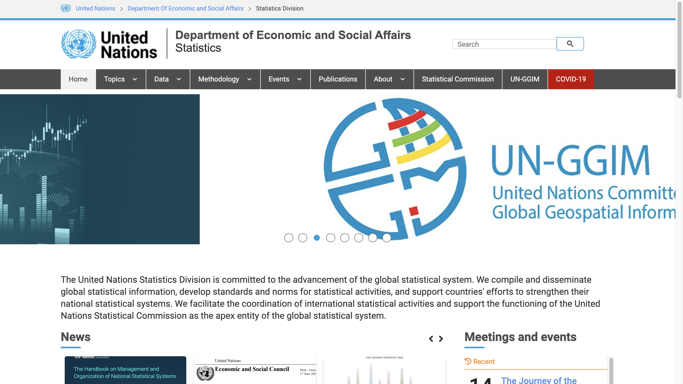 United Nations > Department Of Economic and Social Affairs > Statistics Division
United Nations
Department of Economic and Social Affairs
Statistics
Search
Home Topics Data Methodology Events Publications About Statistical Commission UN-GGIM COVID-19
UN-GGIM
United Nations Committ
Global Geospatial Inform
The United Nations Statistics Division is committed to the advancement of the global statistical system. We compile and disseminate
global statistical information, develop standards and norms for statistical activities, and support countries' efforts to strengthen their
national statistical systems. We facilitate the coordination of international statistical activities and support the functioning of the United
Nations Statistical Commission as the apex entity of the global statistical system.
News
Meetings and events
Recent
The Handbook on Management and
Organization of National Statistical Systems
United Nations
Economic and Social Council
14 The Journey of the